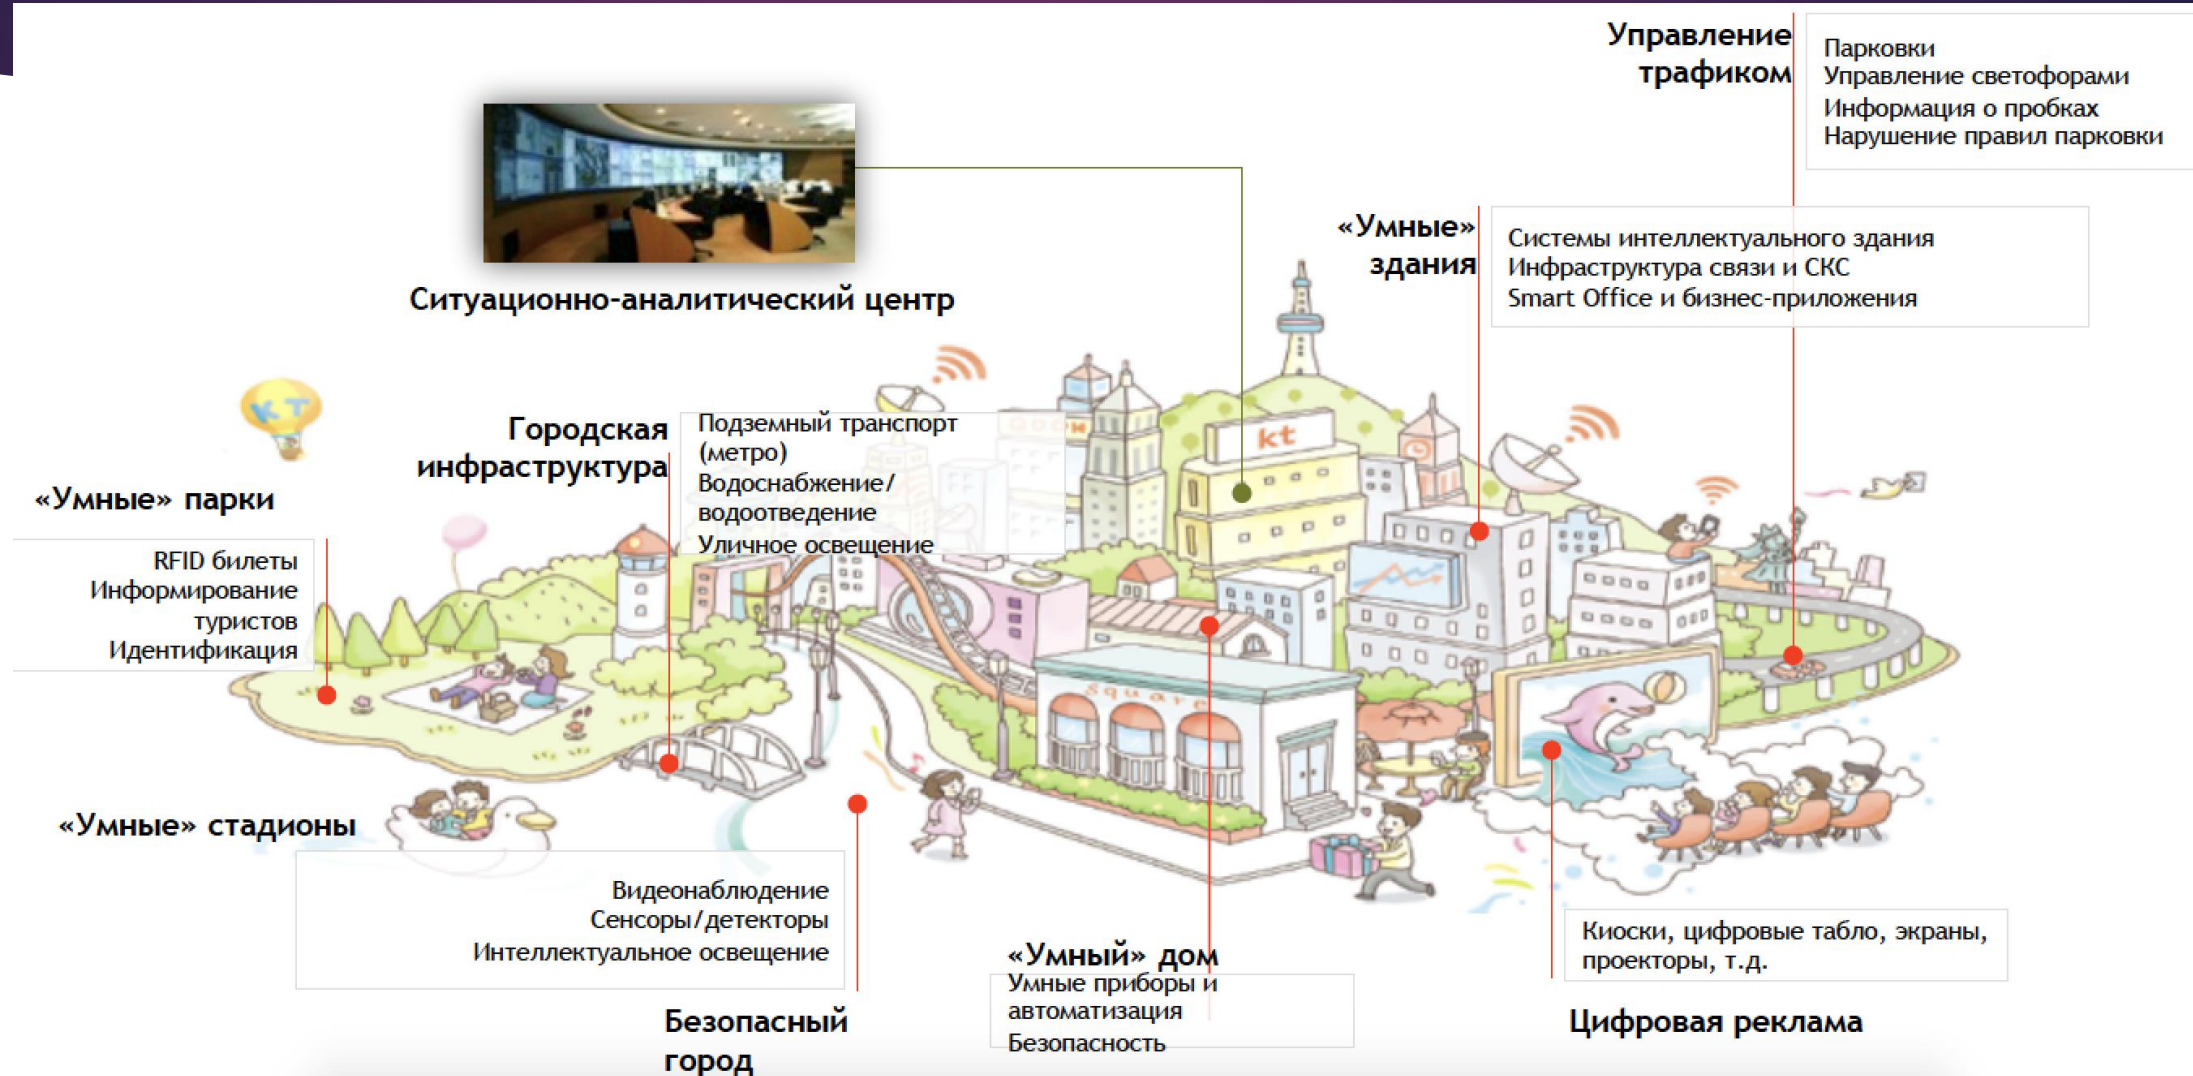 Управление
трафиком
Парковки
Управление светофорами
Информация о пробках
Нарушение правил парковки
«Умные»
здания
Системы интеллектуального здания
Инфраструктура связи и СКС
Smart Office и бизнес-приложения
Ситуационно-аналитический центр
KT
Городская
инфраструктура
Подземный транспорт
(метро)
Водоснабжение/
водоотведение
Уличное освещение
QOOK
kt
«Умные» парки
RFID билеты
Информирование
туристов
Идентификация
square
«Умные» стадионы
Видеонаблюдение
Сенсоры/детекторы
Интеллектуальное освещение
Безопасный
город
«Умный» дом
Умные приборы и
автоматизация
Безопасность
Киоски, цифровые табло, экраны,
проекторы, т.д.
Цифровая реклама